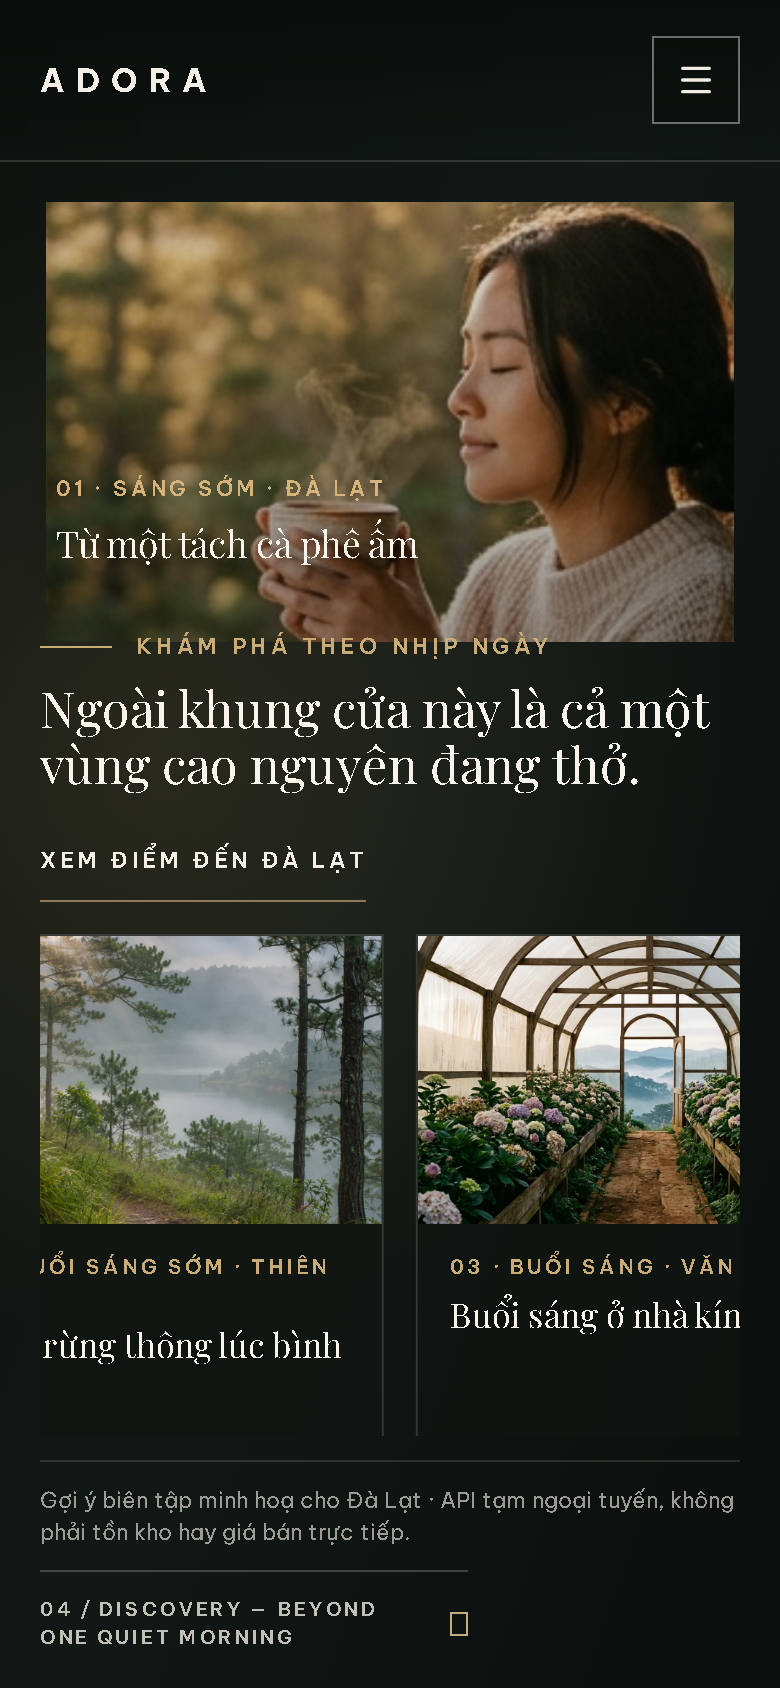 ADORA
01 · SÁNG SỚM · ĐÀ LẠT
Từ một tách cà phê ấm
KHÁM PHÁ THEO NHỊP NGÀY
Ngoài khung cửa này là cả một
vùng cao nguyên đang thở.
XEM ĐIỂM ĐẾN ĐÀ LẠT
UỔI SÁNG SỚM · THIÊN
rừng thông lúc bình
03 · BUỔI SÁNG · VĂN
Buổi sáng ở nhà kín
Gợi ý biên tập minh hoạ cho Đà Lạt · API tạm ngoại tuyến, không
phải tồn kho hay giá bán trực tiếp.
04 / DISCOVERY — BEYOND
ONE QUIET MORNING